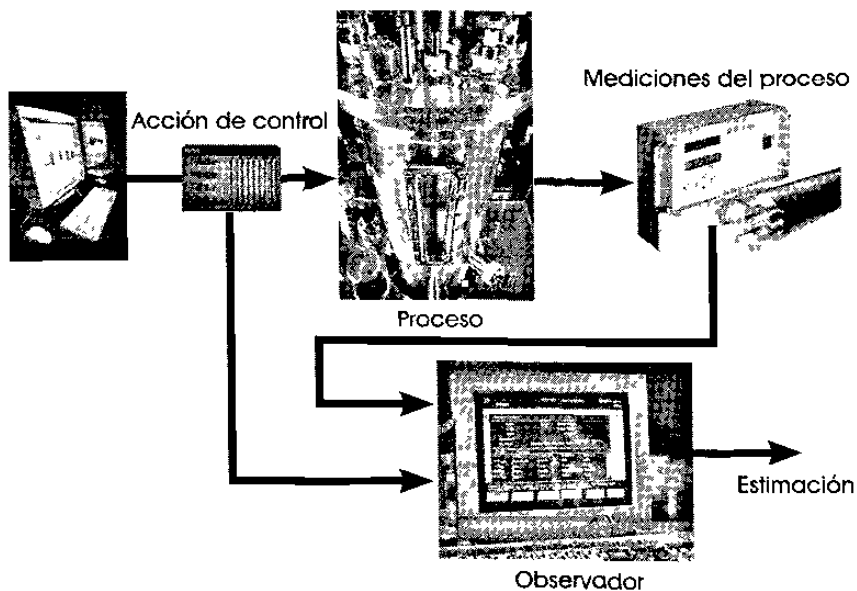 Acción de control
Mediciones del proceso
Proceso
Estimación
Observador